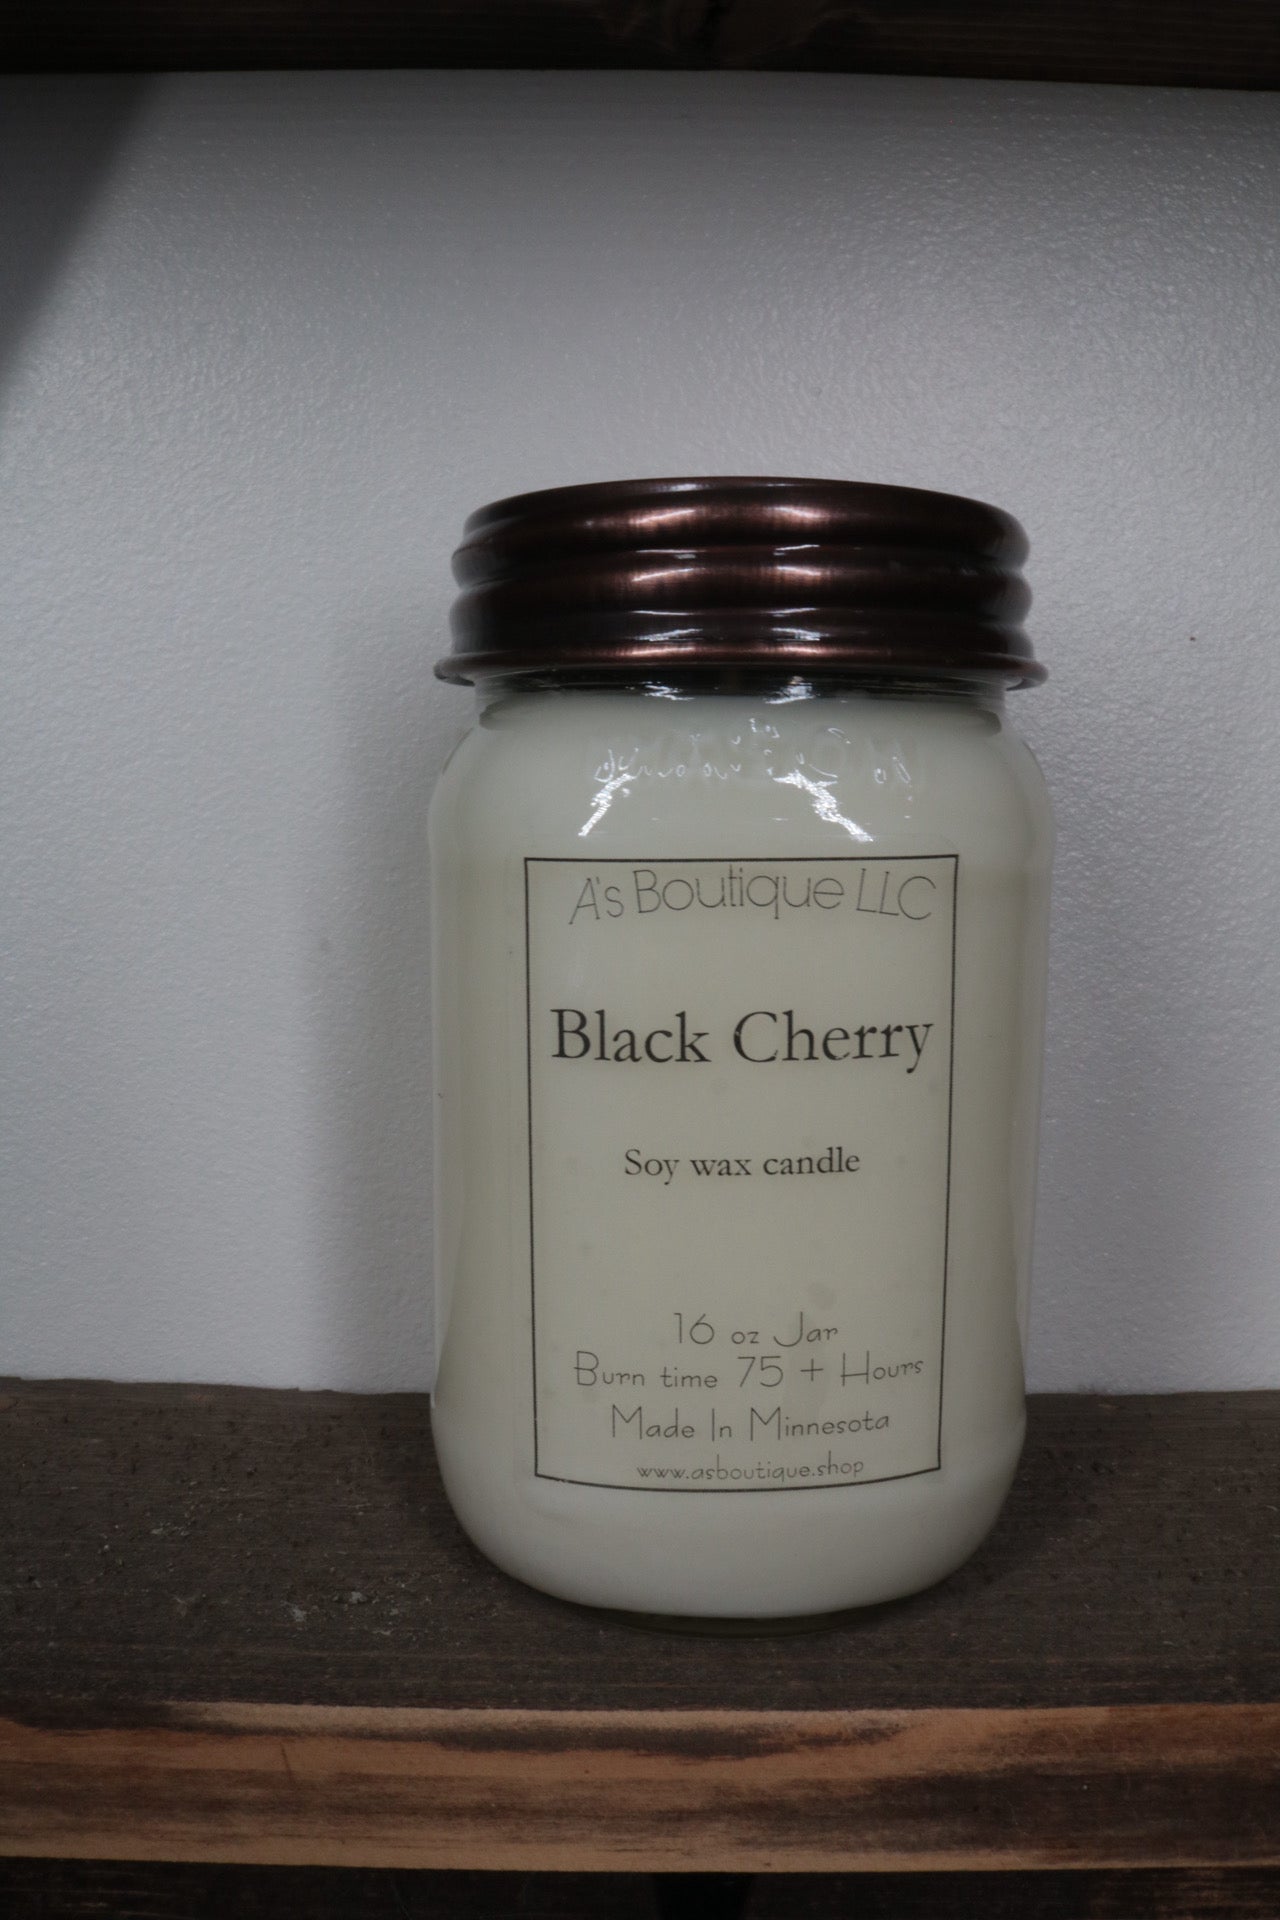 A's Boutique LLC
Black Cherry
Soy wax candle
16 oz Jar
Burn time 75 + Hours
Made In Minnesota
www.asboutique.shop